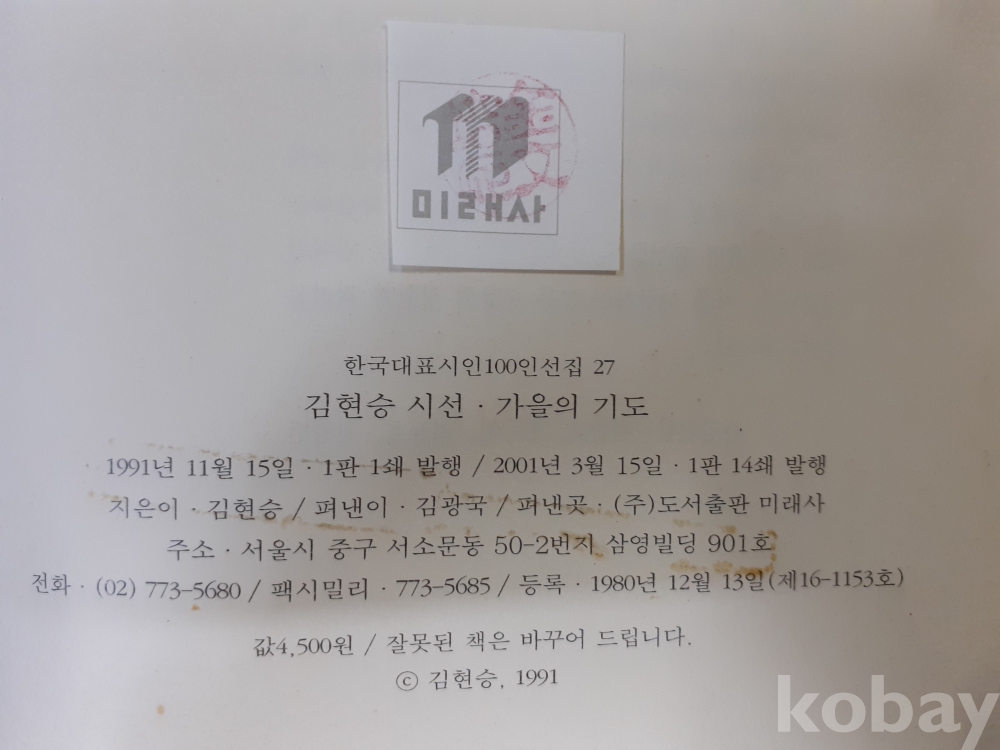 미래사
한국대표시인100인선집 27
김현승 시선 · 가을의 기도
1991년 11월 15일 · 1판 1쇄 발행 / 2001년 3월 15일 · 1판 14쇄 발행
지은이 · 김현승 / 펴낸이 · 김광국 / 펴낸곳 · (주)도서출판 미래사
주소 · 서울시 중구 서소문동 50-2번지 삼영빌딩 901호
전화 · (02) 773-5680 / 팩시밀리 · 773-5685 / 등록 · 1980년 12월 13일(제16-1153호)
값4,500원 / 잘못된 책은 바꾸어 드립니다.
ⓒ 김현승, 1991
kobay